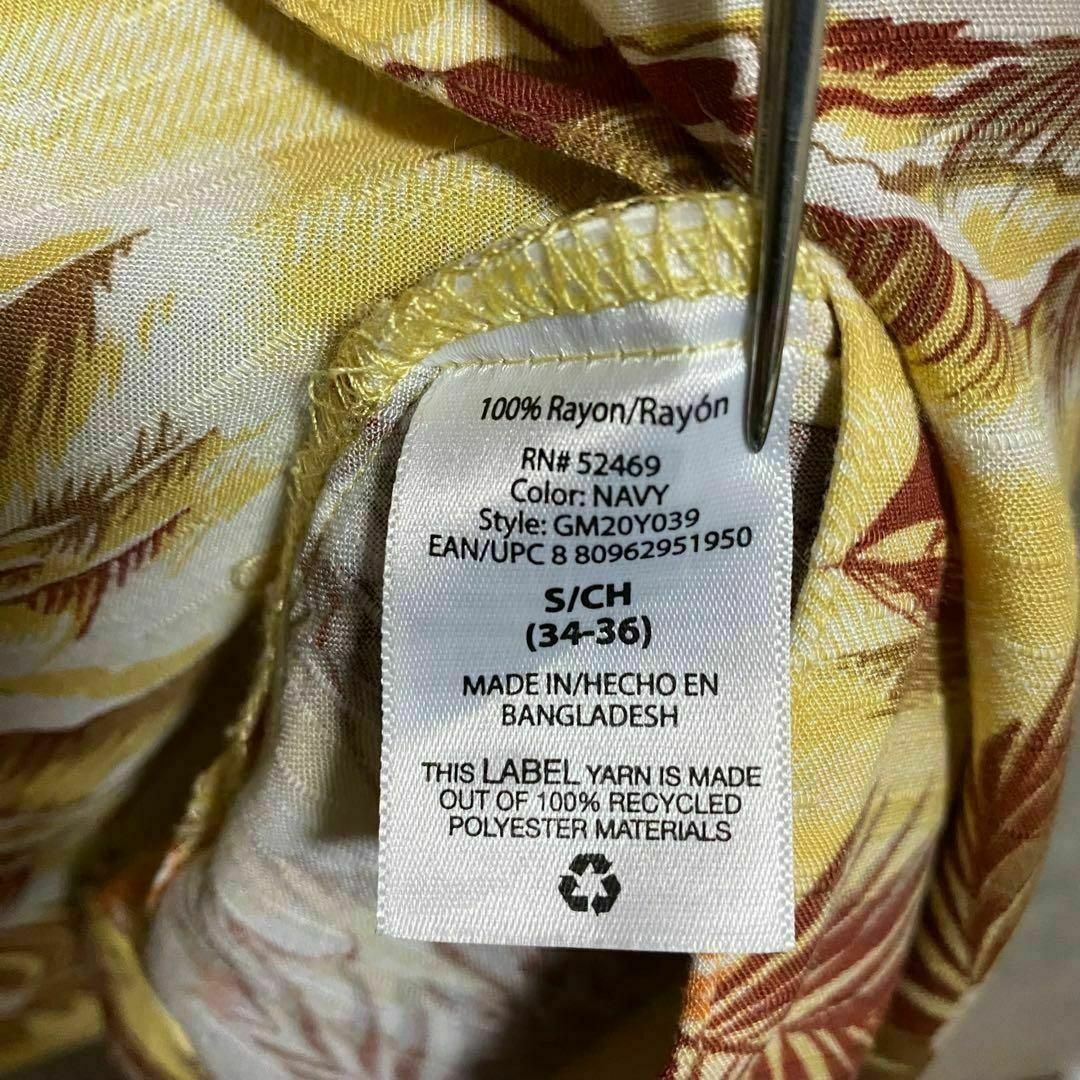 100% Rayon/Rayón
RN# 52469
Color: NAVY
Style: GM20Y039
EAN/UPC 8 80962951950
S/CH
(34-36)
MADE IN/HECHO EN
BANGLADESH
THIS LABEL YARN IS MADE
OUT OF 100% RECYCLED
POLYESTER MATERIALS